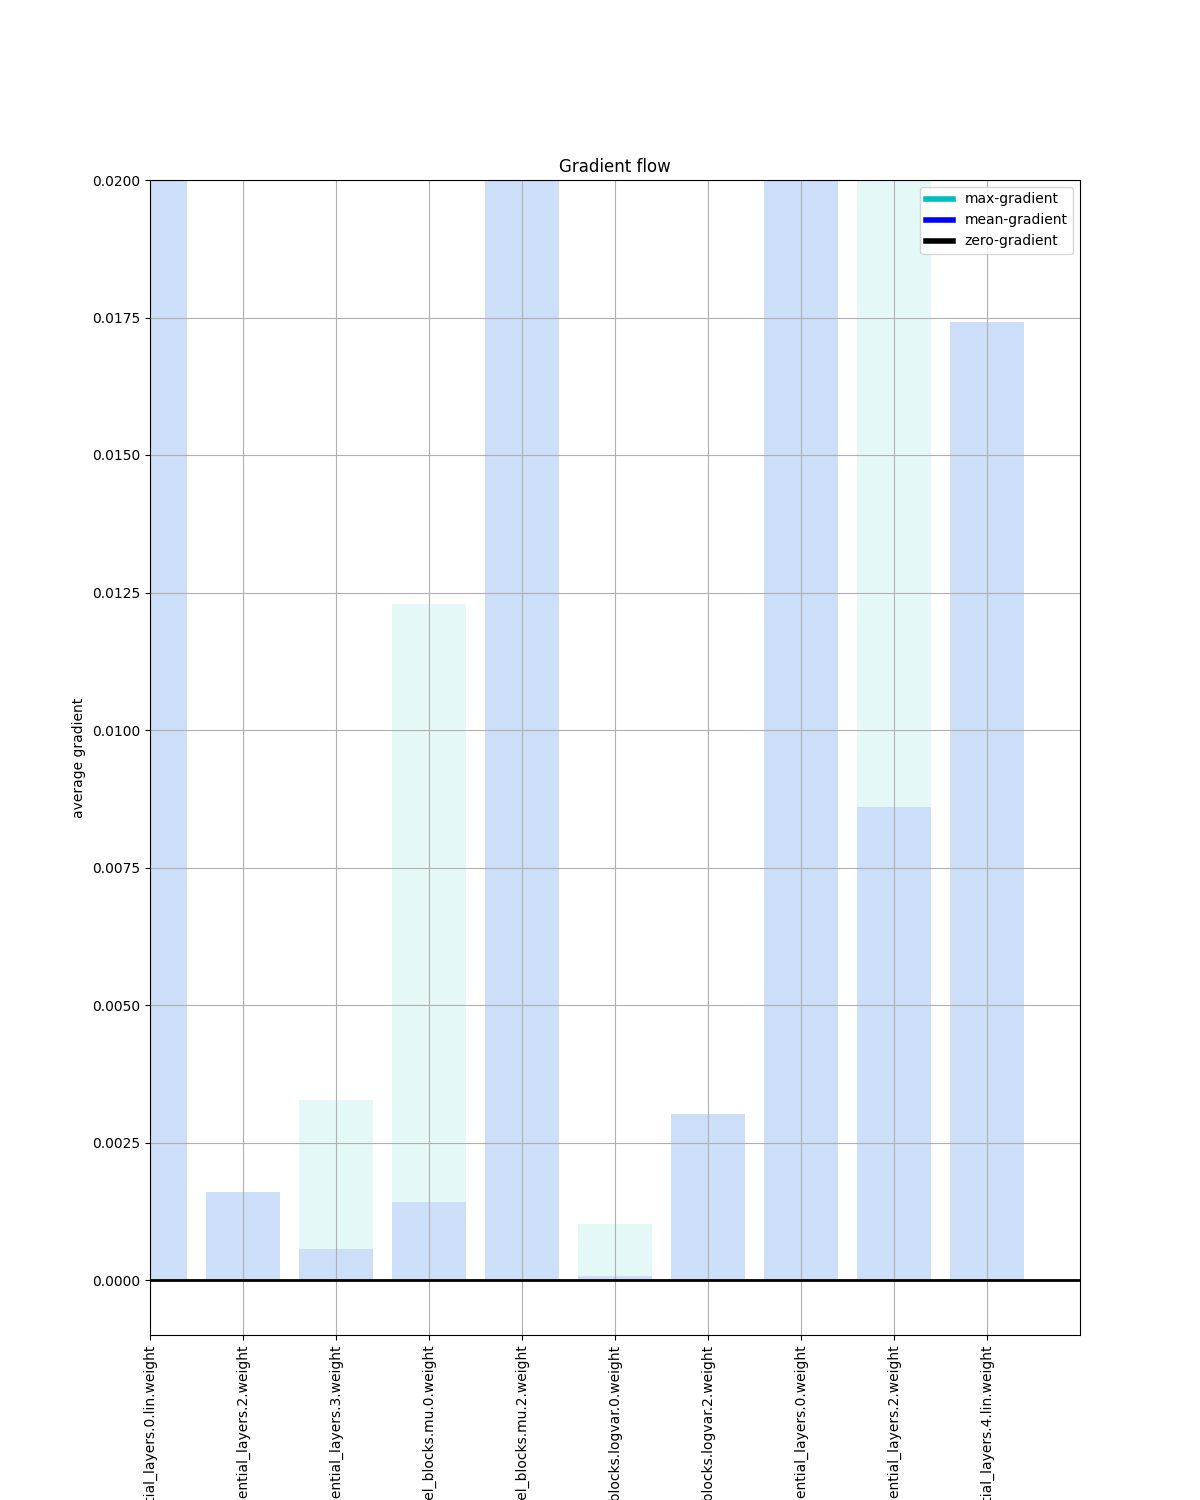 Gradient flow
max-gradient
mean-gradient
zero-gradient
0.0200
0.0175
0.0150
0.0125
0.0100
0.0075
0.0050
0.0025
0.0000
average gradient
tial_layers.0.lin.weight
ential_layers.2.weight
ential_layers.3.weight
el_blocks.mu.0.weight
el_blocks.mu.2.weight
blocks.logvar.0.weight
blocks.logvar.2.weight
ential_layers.0.weight
ential_layers.2.weight
tial_layers.4.lin.weight